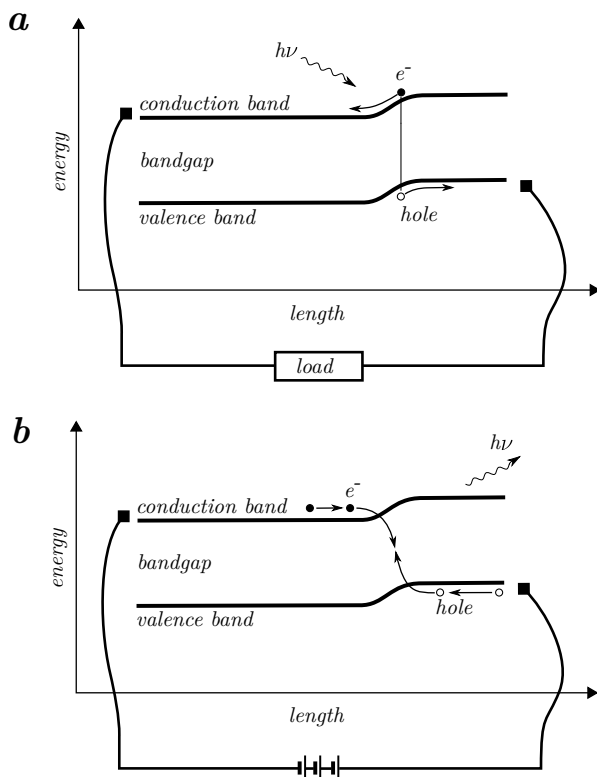 a
hν
e⁻
conduction band
energy
bandgap
valence band
hole
length
load
b
hν
e⁻
conduction band
energy
bandgap
hole
valence band
length